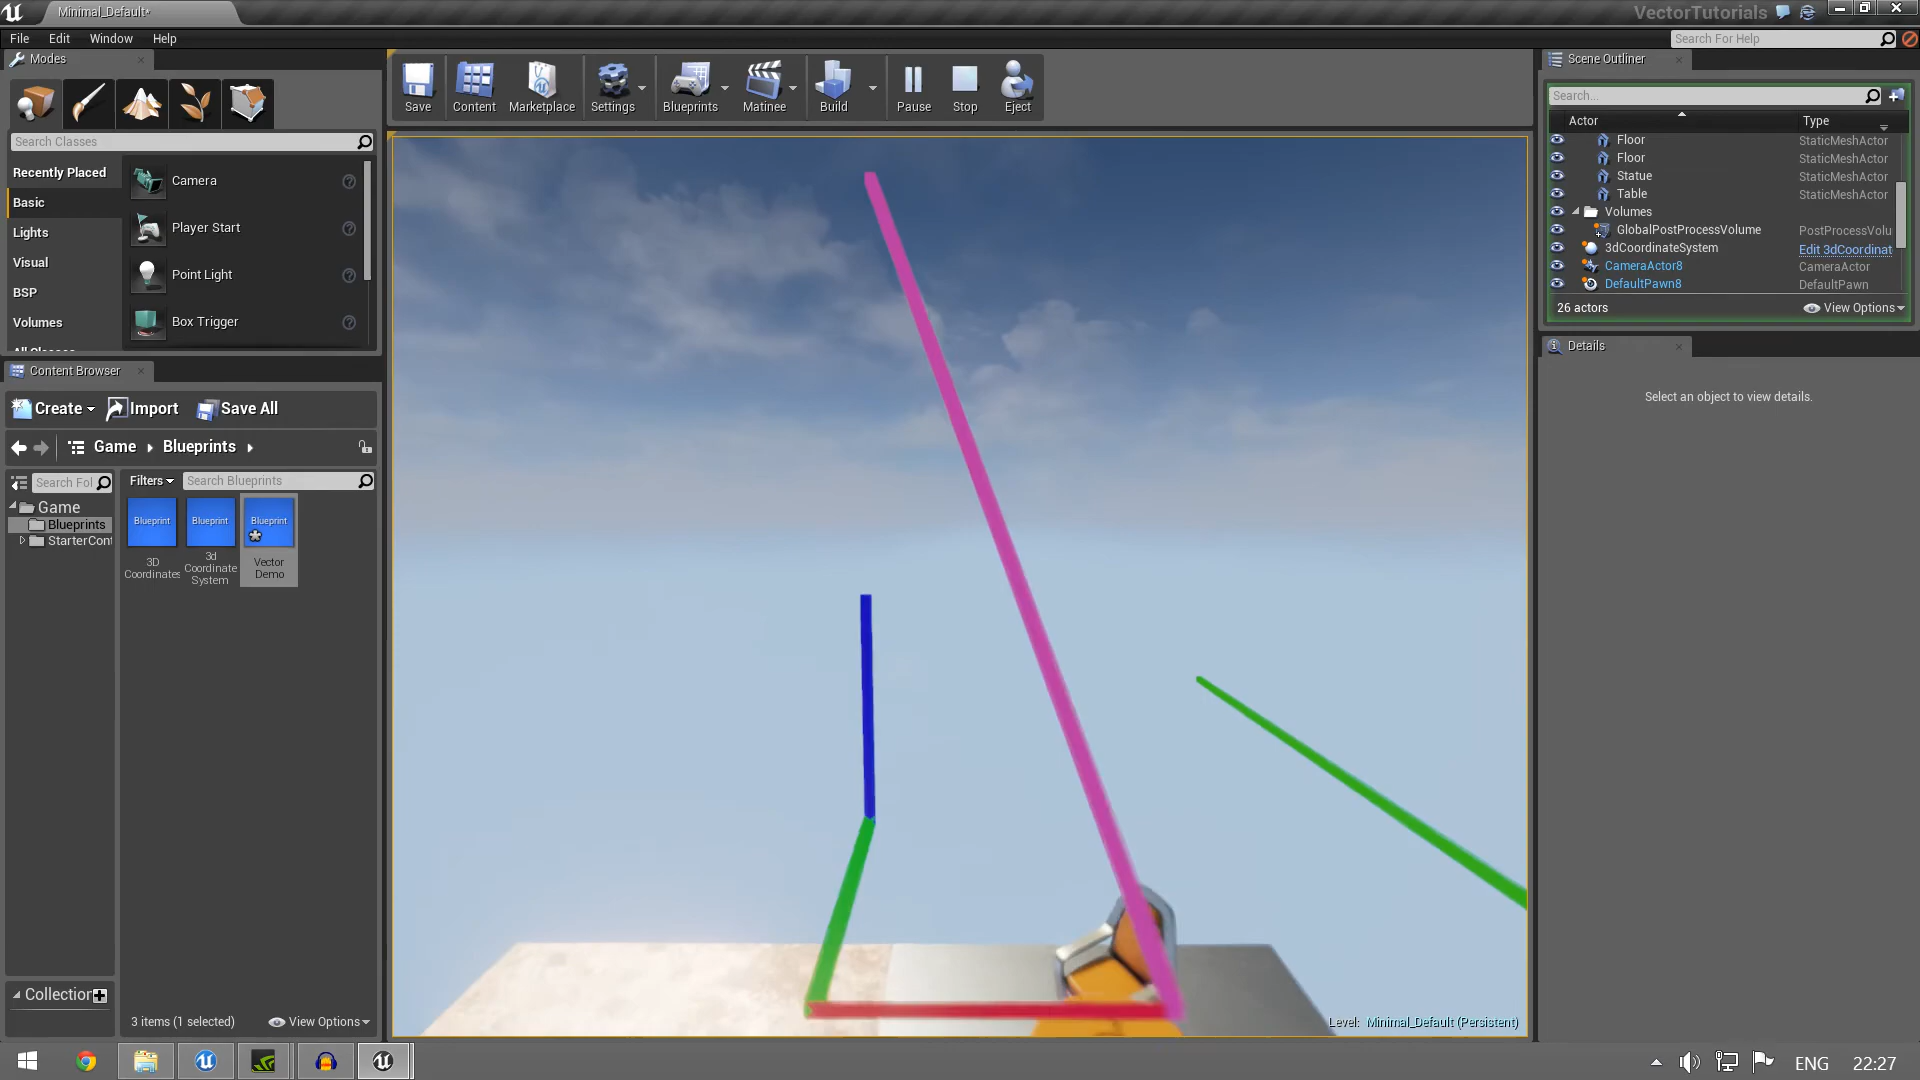 Minimal_Default*
VectorTutorials
File Edit Window Help
Search For Help
Modes
Save
Content
Marketplace
Settings
Blueprints
Matinee
Build
Pause
Stop
Eject
Scene Outliner
Search...
Actor Type
Floor StaticMeshActor
Floor StaticMeshActor
Statue StaticMeshActor
Table StaticMeshActor
Volumes
GlobalPostProcessVolume PostProcessVolu
3dCoordinateSystem Edit 3dCoordinat
CameraActor8 CameraActor
DefaultPawn8 DefaultPawn
26 actors View Options
Details
Select an object to view details.
Search Classes
Recently Placed
Basic
Lights
Visual
BSP
Volumes
Camera
Player Start
Point Light
Box Trigger
Content Browser
Create Import Save All
Game Blueprints
Search Fol
Filters Search Blueprints
Game
Blueprints
StarterCont
Blueprint
3D
Coordinates
Blueprint
3d
Coordinate
System
Blueprint
Vector
Demo
Collection
3 items (1 selected) View Options
Level: Minimal_Default (Persistent)
ENG 22:27